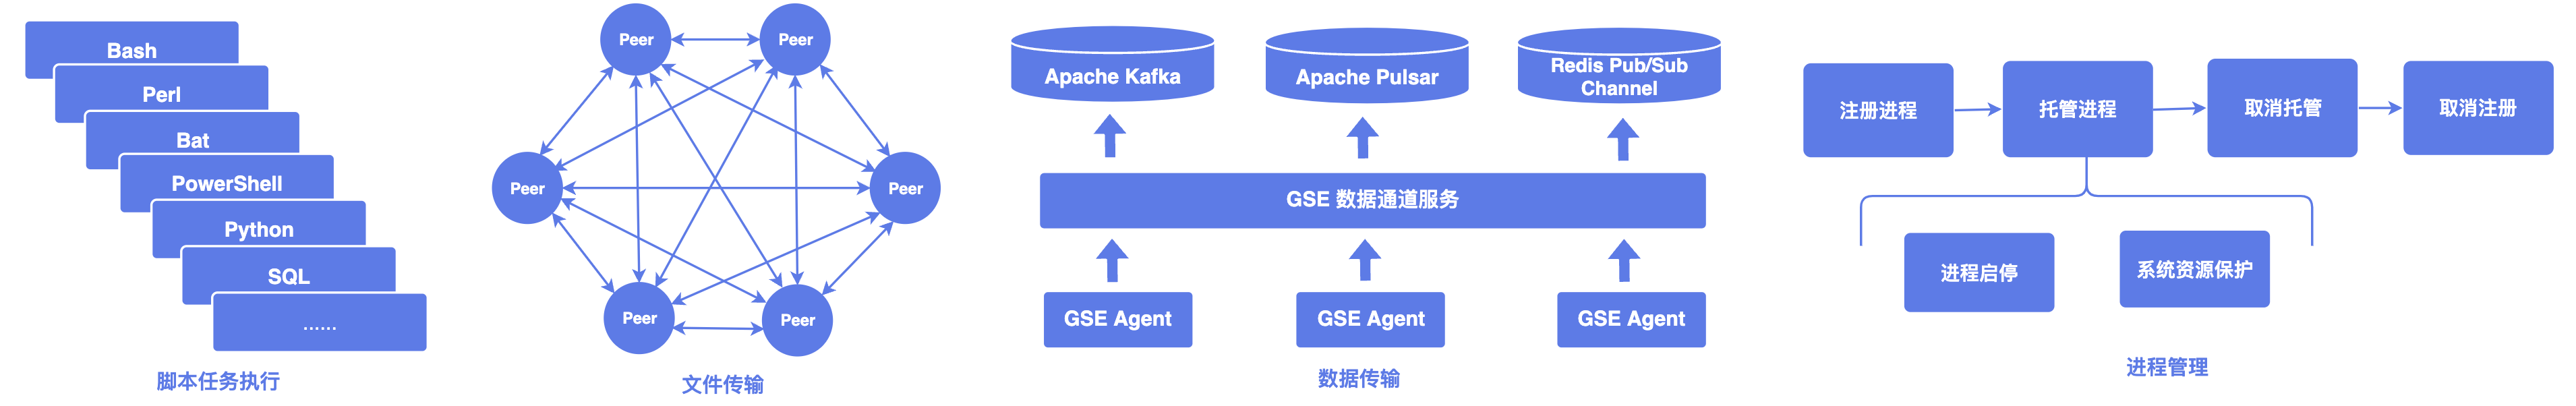 Bash
Perl
Bat
PowerShell
Python
SQL
......
脚本任务执行
Peer
Peer
Peer
Peer
Peer
Peer
文件传输
Apache Kafka
Apache Pulsar
Redis Pub/Sub
Channel
GSE 数据通道服务
GSE Agent
GSE Agent
GSE Agent
数据传输
注册进程
托管进程
取消托管
取消注册
进程启停
系统资源保护
进程管理